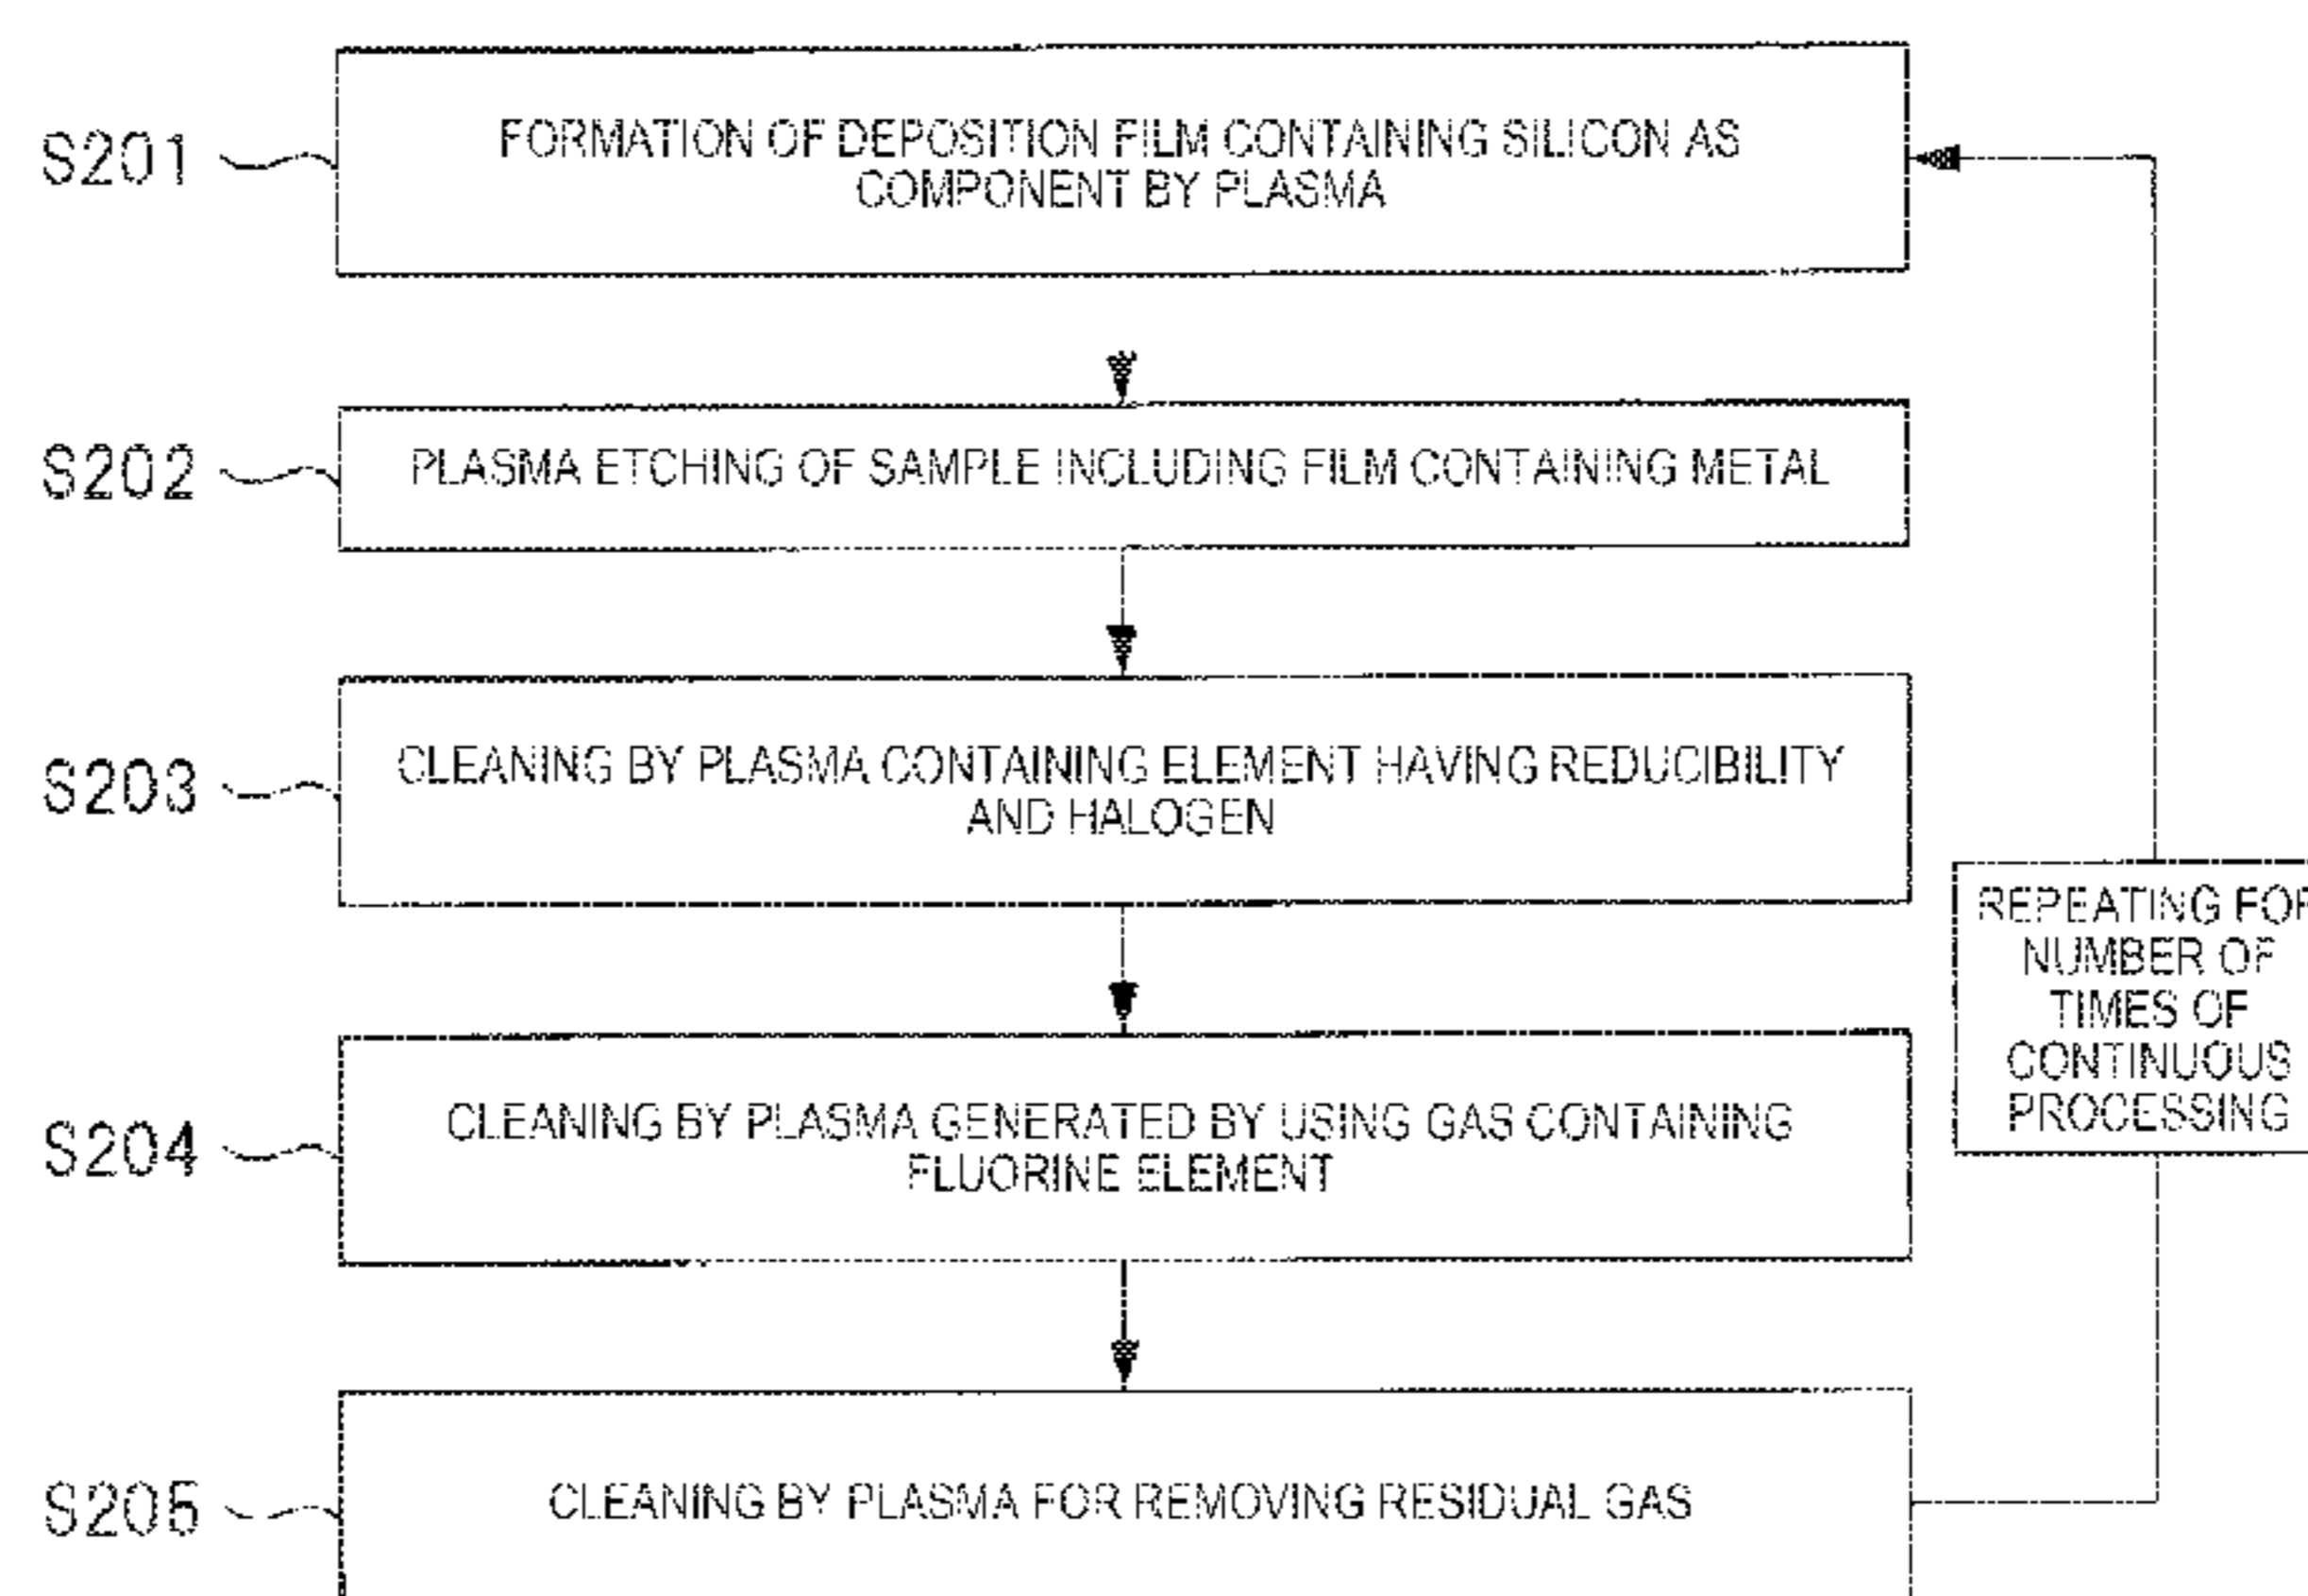 S201
FORMATION OF DEPOSITION FILM CONTAINING SILICON AS
COMPONENT BY PLASMA
S202
PLASMA ETCHING OF SAMPLE INCLUDING FILM CONTAINING METAL
S203
CLEANING BY PLASMA CONTAINING ELEMENT HAVING REDUCIBILITY
AND HALOGEN
REPEATING FOR
NUMBER OF
TIMES OF
CONTINUOUS
PROCESSING
S204
CLEANING BY PLASMA GENERATED BY USING GAS CONTAINING
FLUORINE ELEMENT
S205
CLEANING BY PLASMA FOR REMOVING RESIDUAL GAS